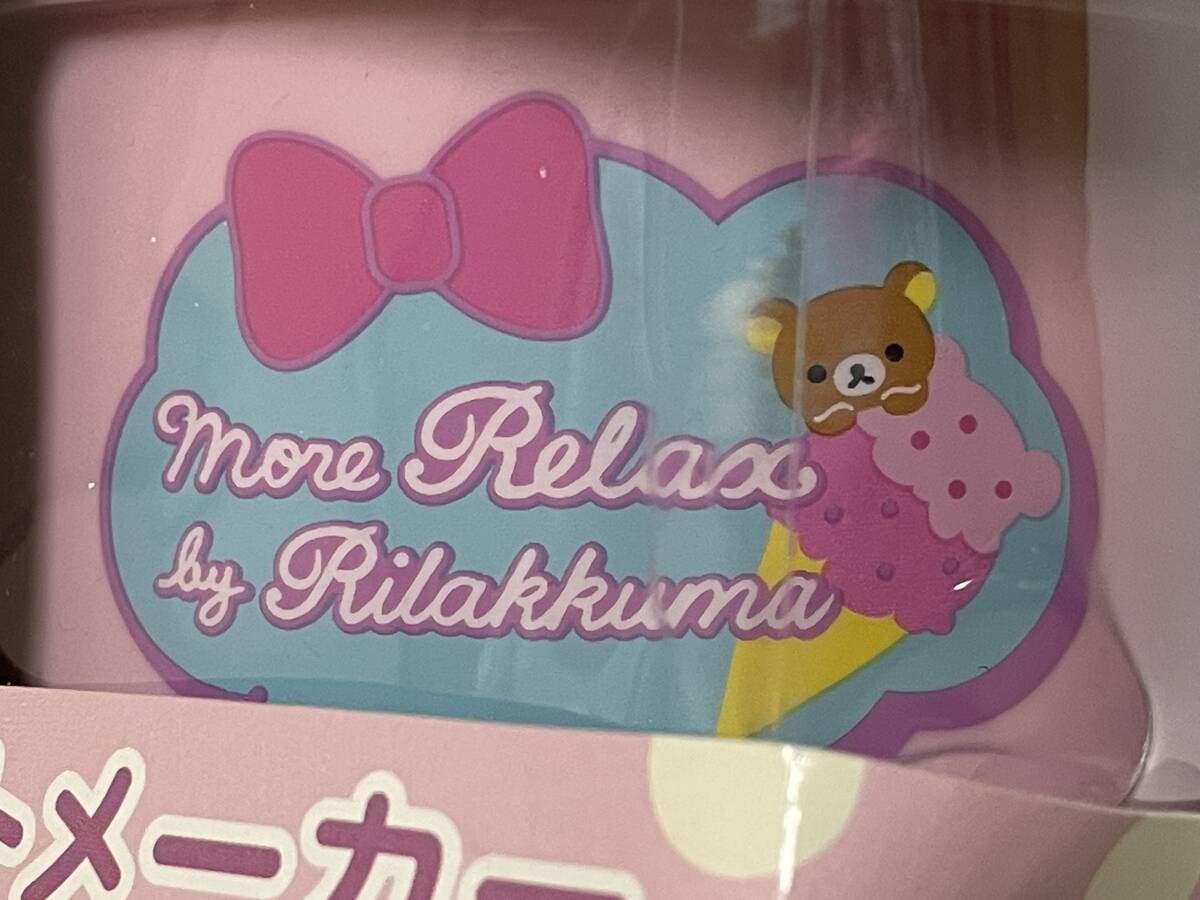 More Relax
by Rilakkuma
メーカー